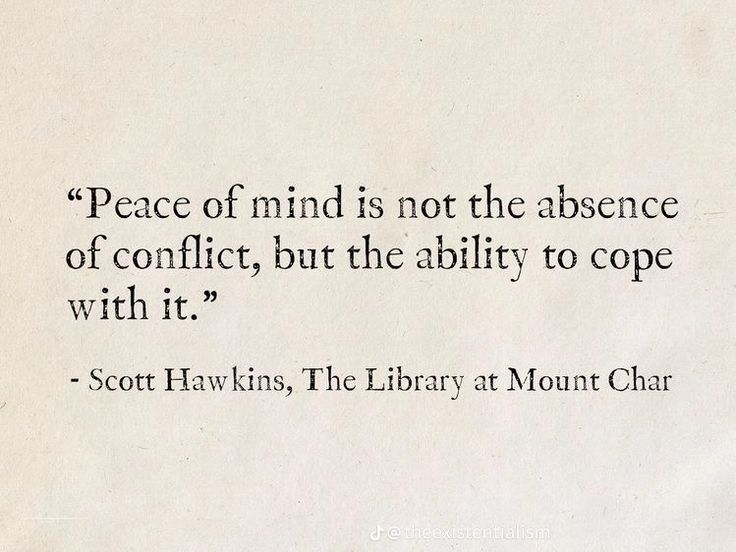 “Peace of mind is not the absence
of conflict, but the ability to cope
with it.”
- Scott Hawkins, The Library at Mount Char
@theexistentialism